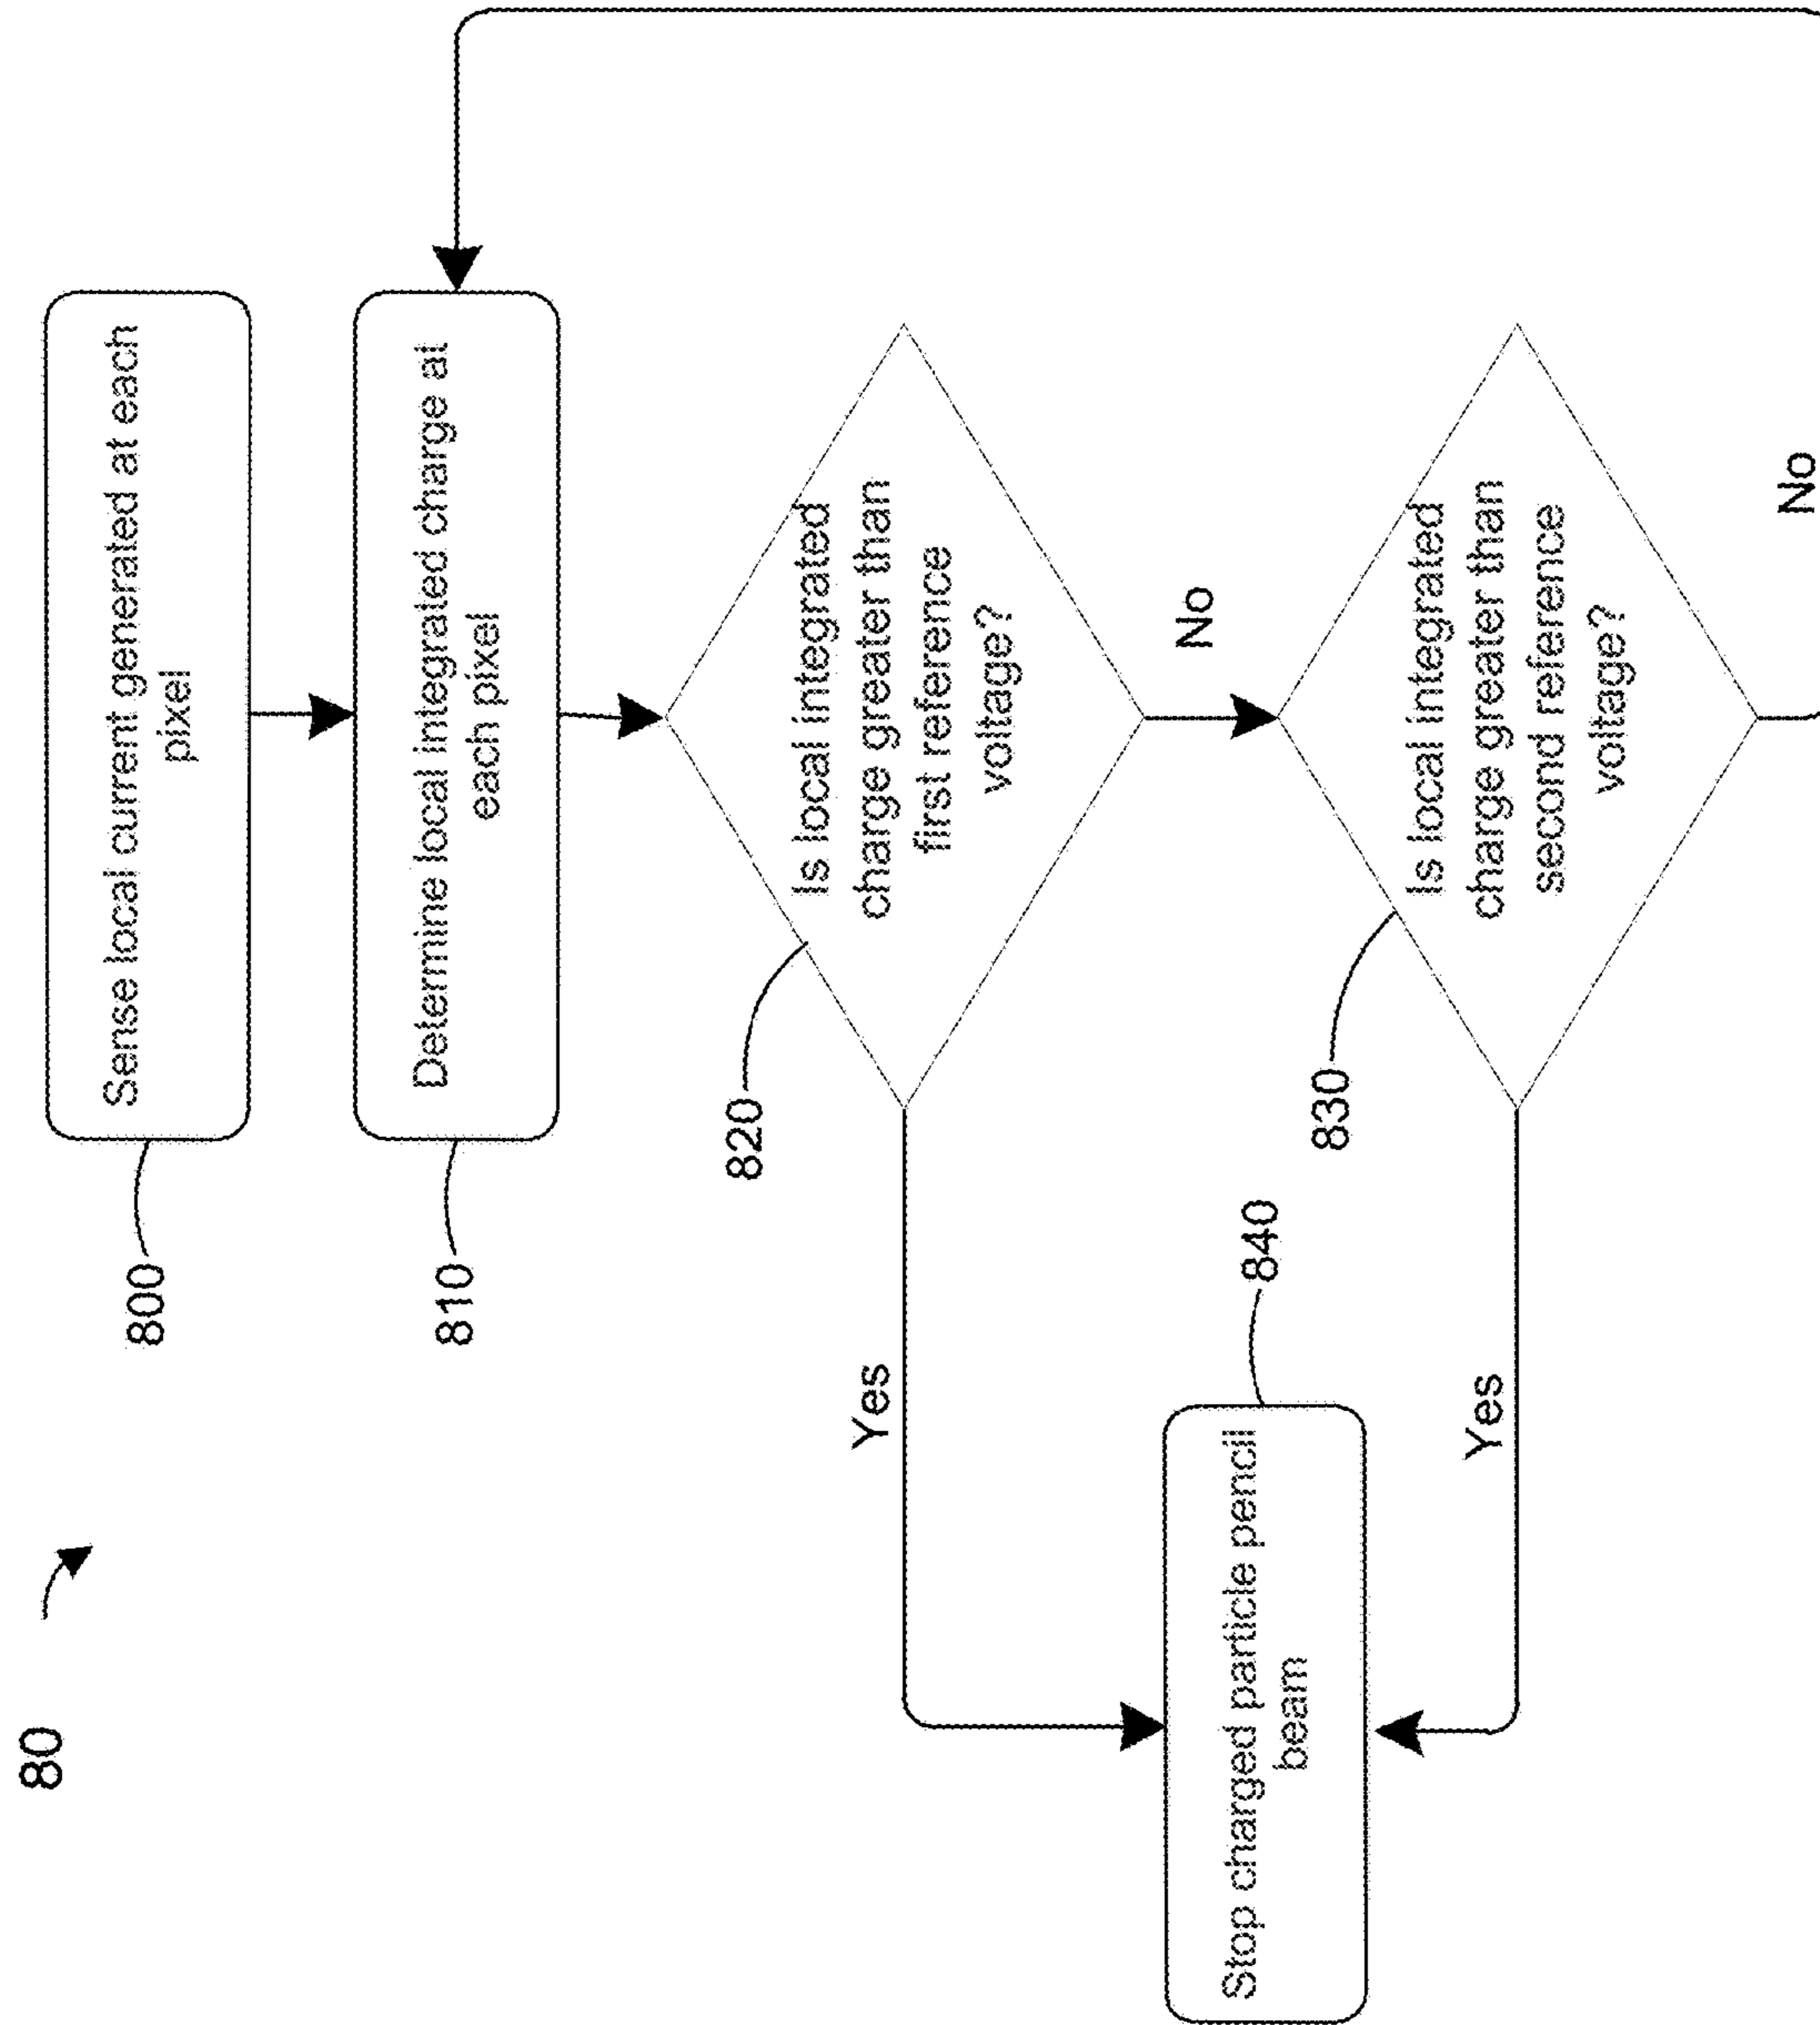 80
800
Sense local current generated at each
pixel
810
Determine local integrated charge at
each pixel
820
Is local integrated
charge greater than
first reference
voltage?
Yes
No
830
Is local integrated
charge greater than
second reference
voltage?
Yes
No
840
Stop charged particle pencil
beam